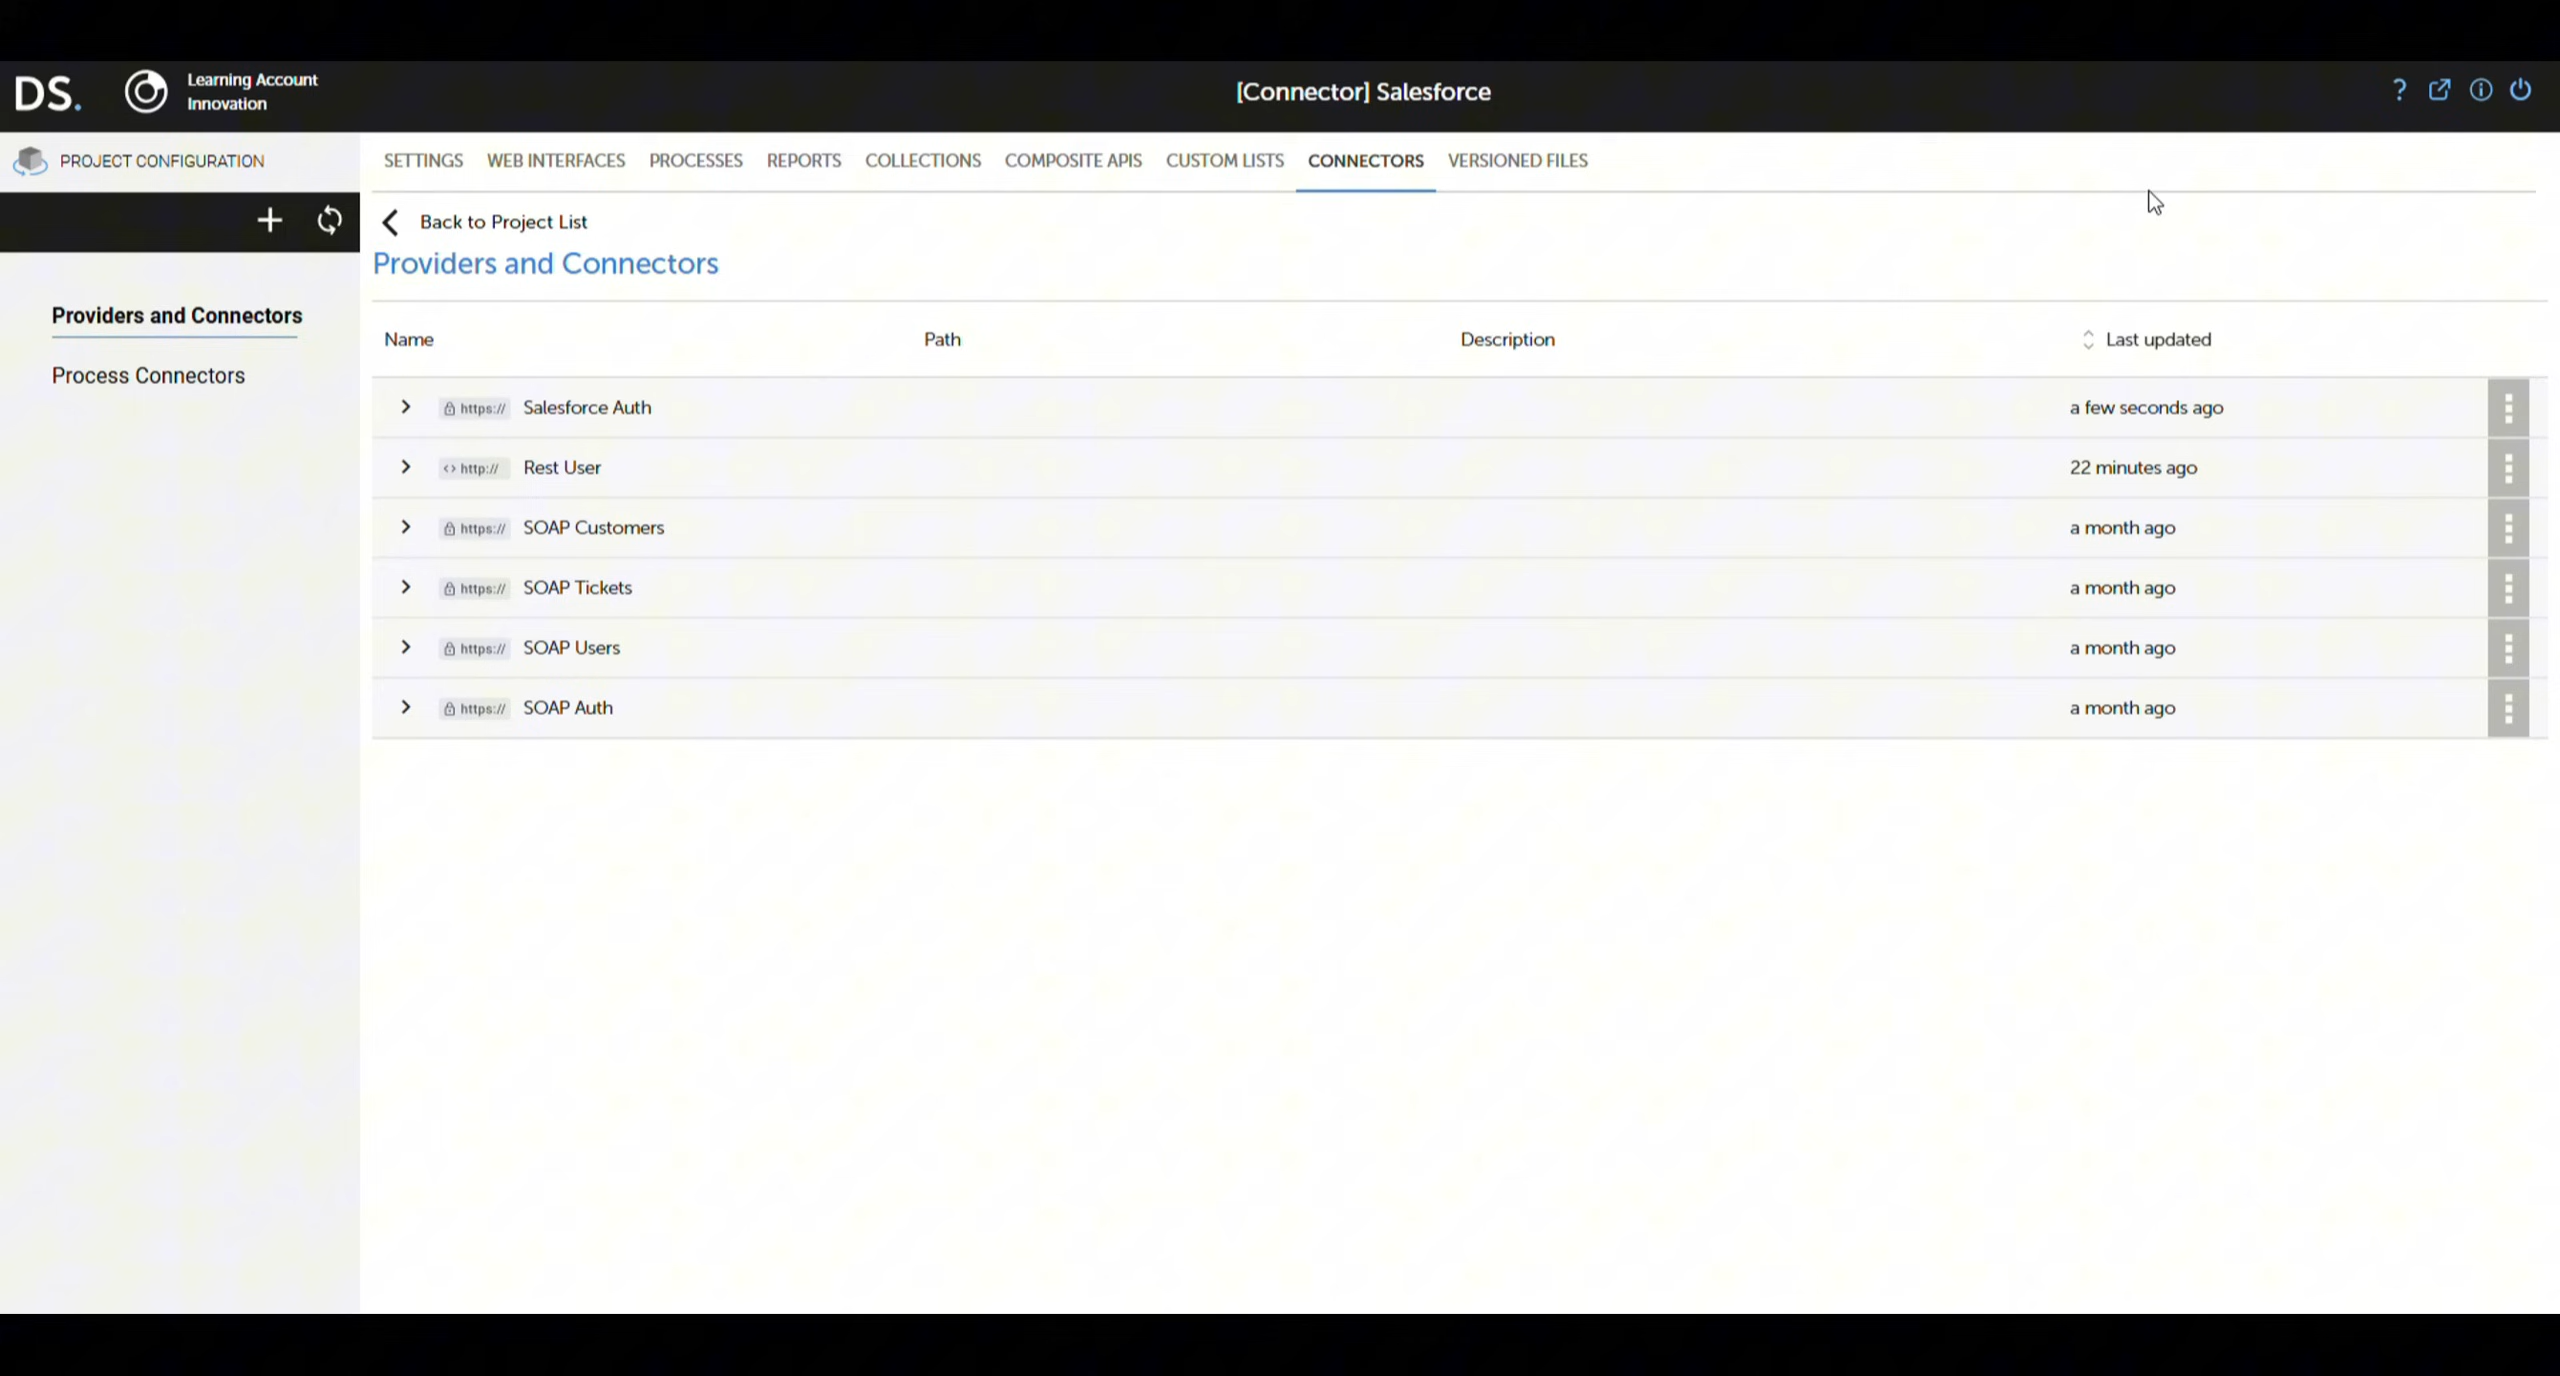 DS.
Learning Account
Innovation
[Connector] Salesforce
?
PROJECT CONFIGURATION
SETTINGS WEB INTERFACES PROCESSES REPORTS COLLECTIONS COMPOSITE APIS CUSTOM LISTS CONNECTORS VERSIONED FILES
Back to Project List
Providers and Connectors
Providers and Connectors
Process Connectors
Name Path Description Last updated
https:// Salesforce Auth a few seconds ago
<> http:// Rest User 22 minutes ago
https:// SOAP Customers a month ago
https:// SOAP Tickets a month ago
https:// SOAP Users a month ago
https:// SOAP Auth a month ago